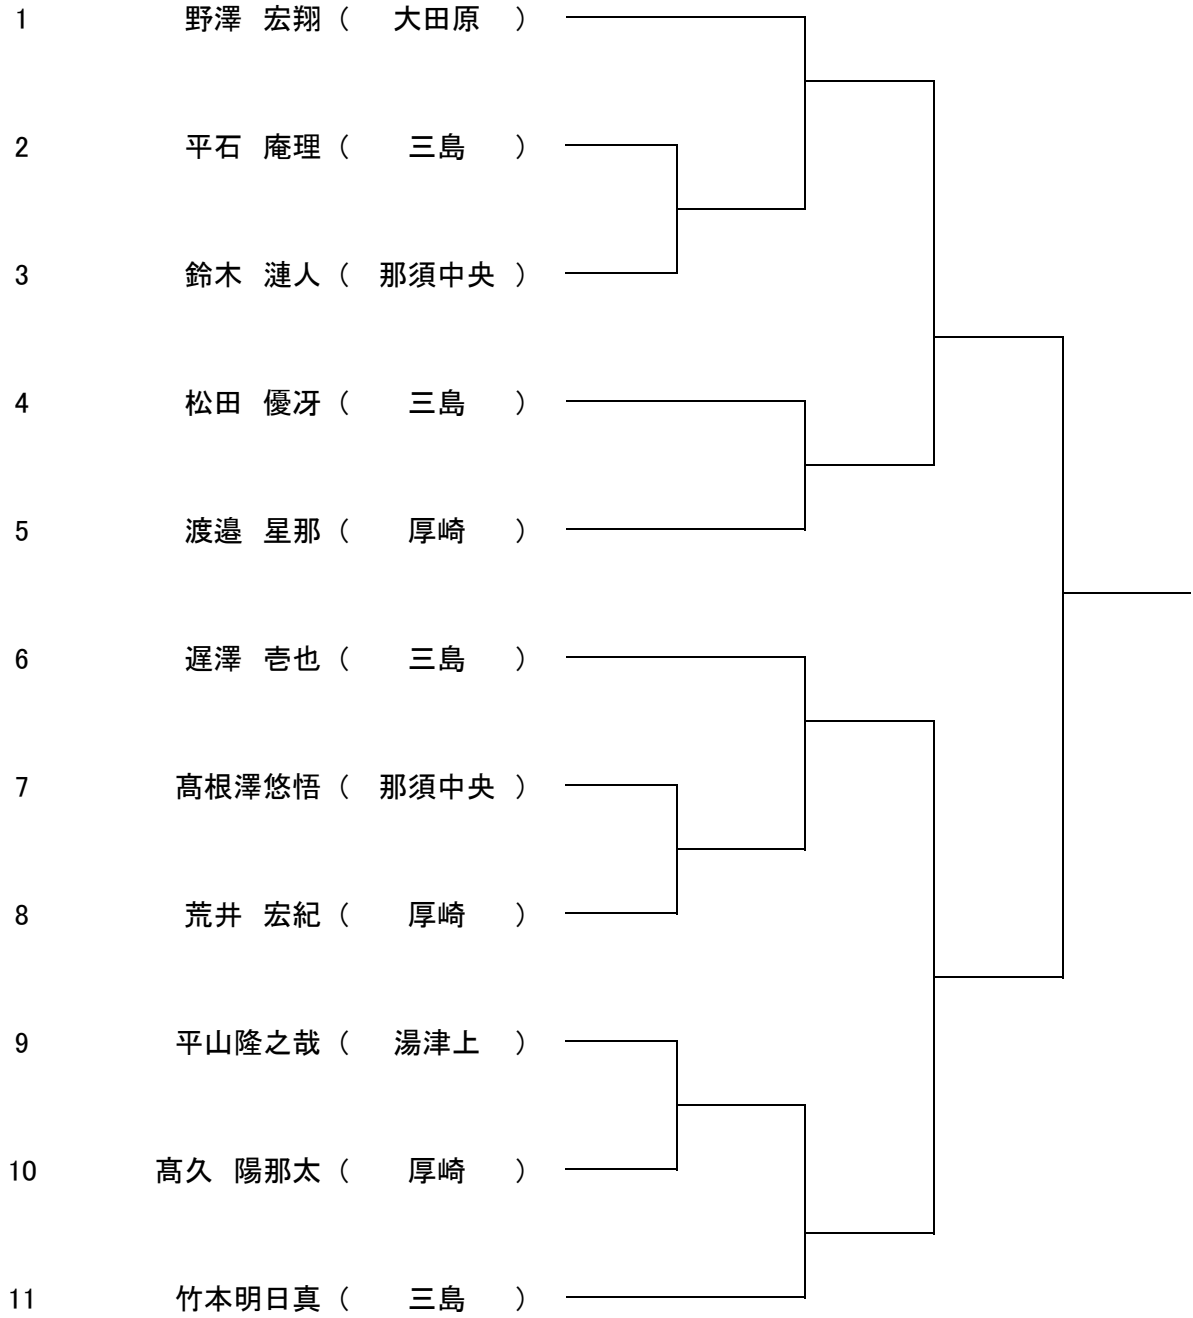 1 野澤 宏翔 ( 大田原 )
2 平石 庵理 ( 三島 )
3 鈴木 漣人 ( 那須中央 )
4 松田 優冴 ( 三島 )
5 渡邉 星那 ( 厚崎 )
6 遅澤 壱也 ( 三島 )
7 髙根澤悠悟 ( 那須中央 )
8 荒井 宏紀 ( 厚崎 )
9 平山隆之哉 ( 湯津上 )
10 髙久 陽那太 ( 厚崎 )
11 竹本明日真 ( 三島 )